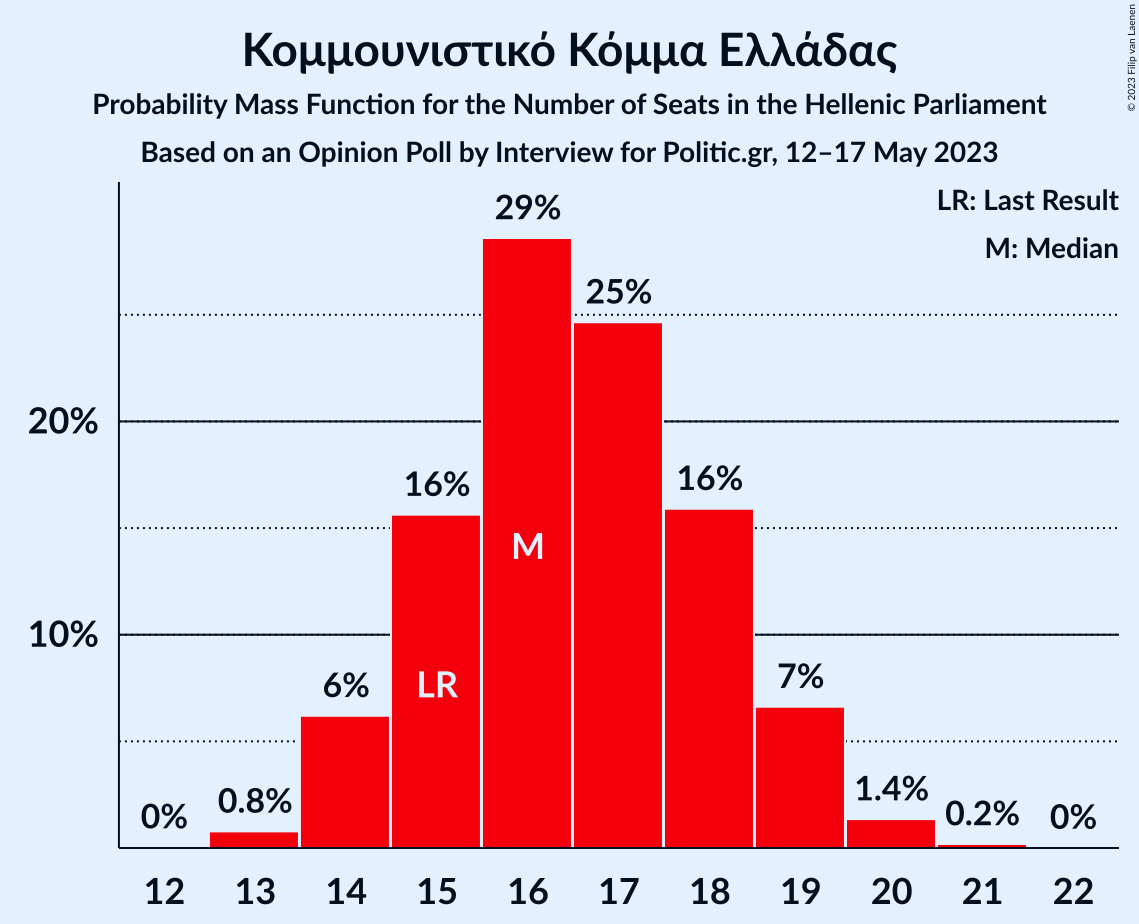 Κομμουνιστικό Κόμμα Ελλάδας
Probability Mass Function for the Number of Seats in the Hellenic Parliament
Based on an Opinion Poll by Interview for Politic.gr, 12–17 May 2023
© 2023 Filip van Laenen
LR: Last Result
M: Median
20%
10%
0%
0.8%
6%
16%
29%
25%
16%
7%
1.4%
0.2%
0%
LR
M
12 13 14 15 16 17 18 19 20 21 22